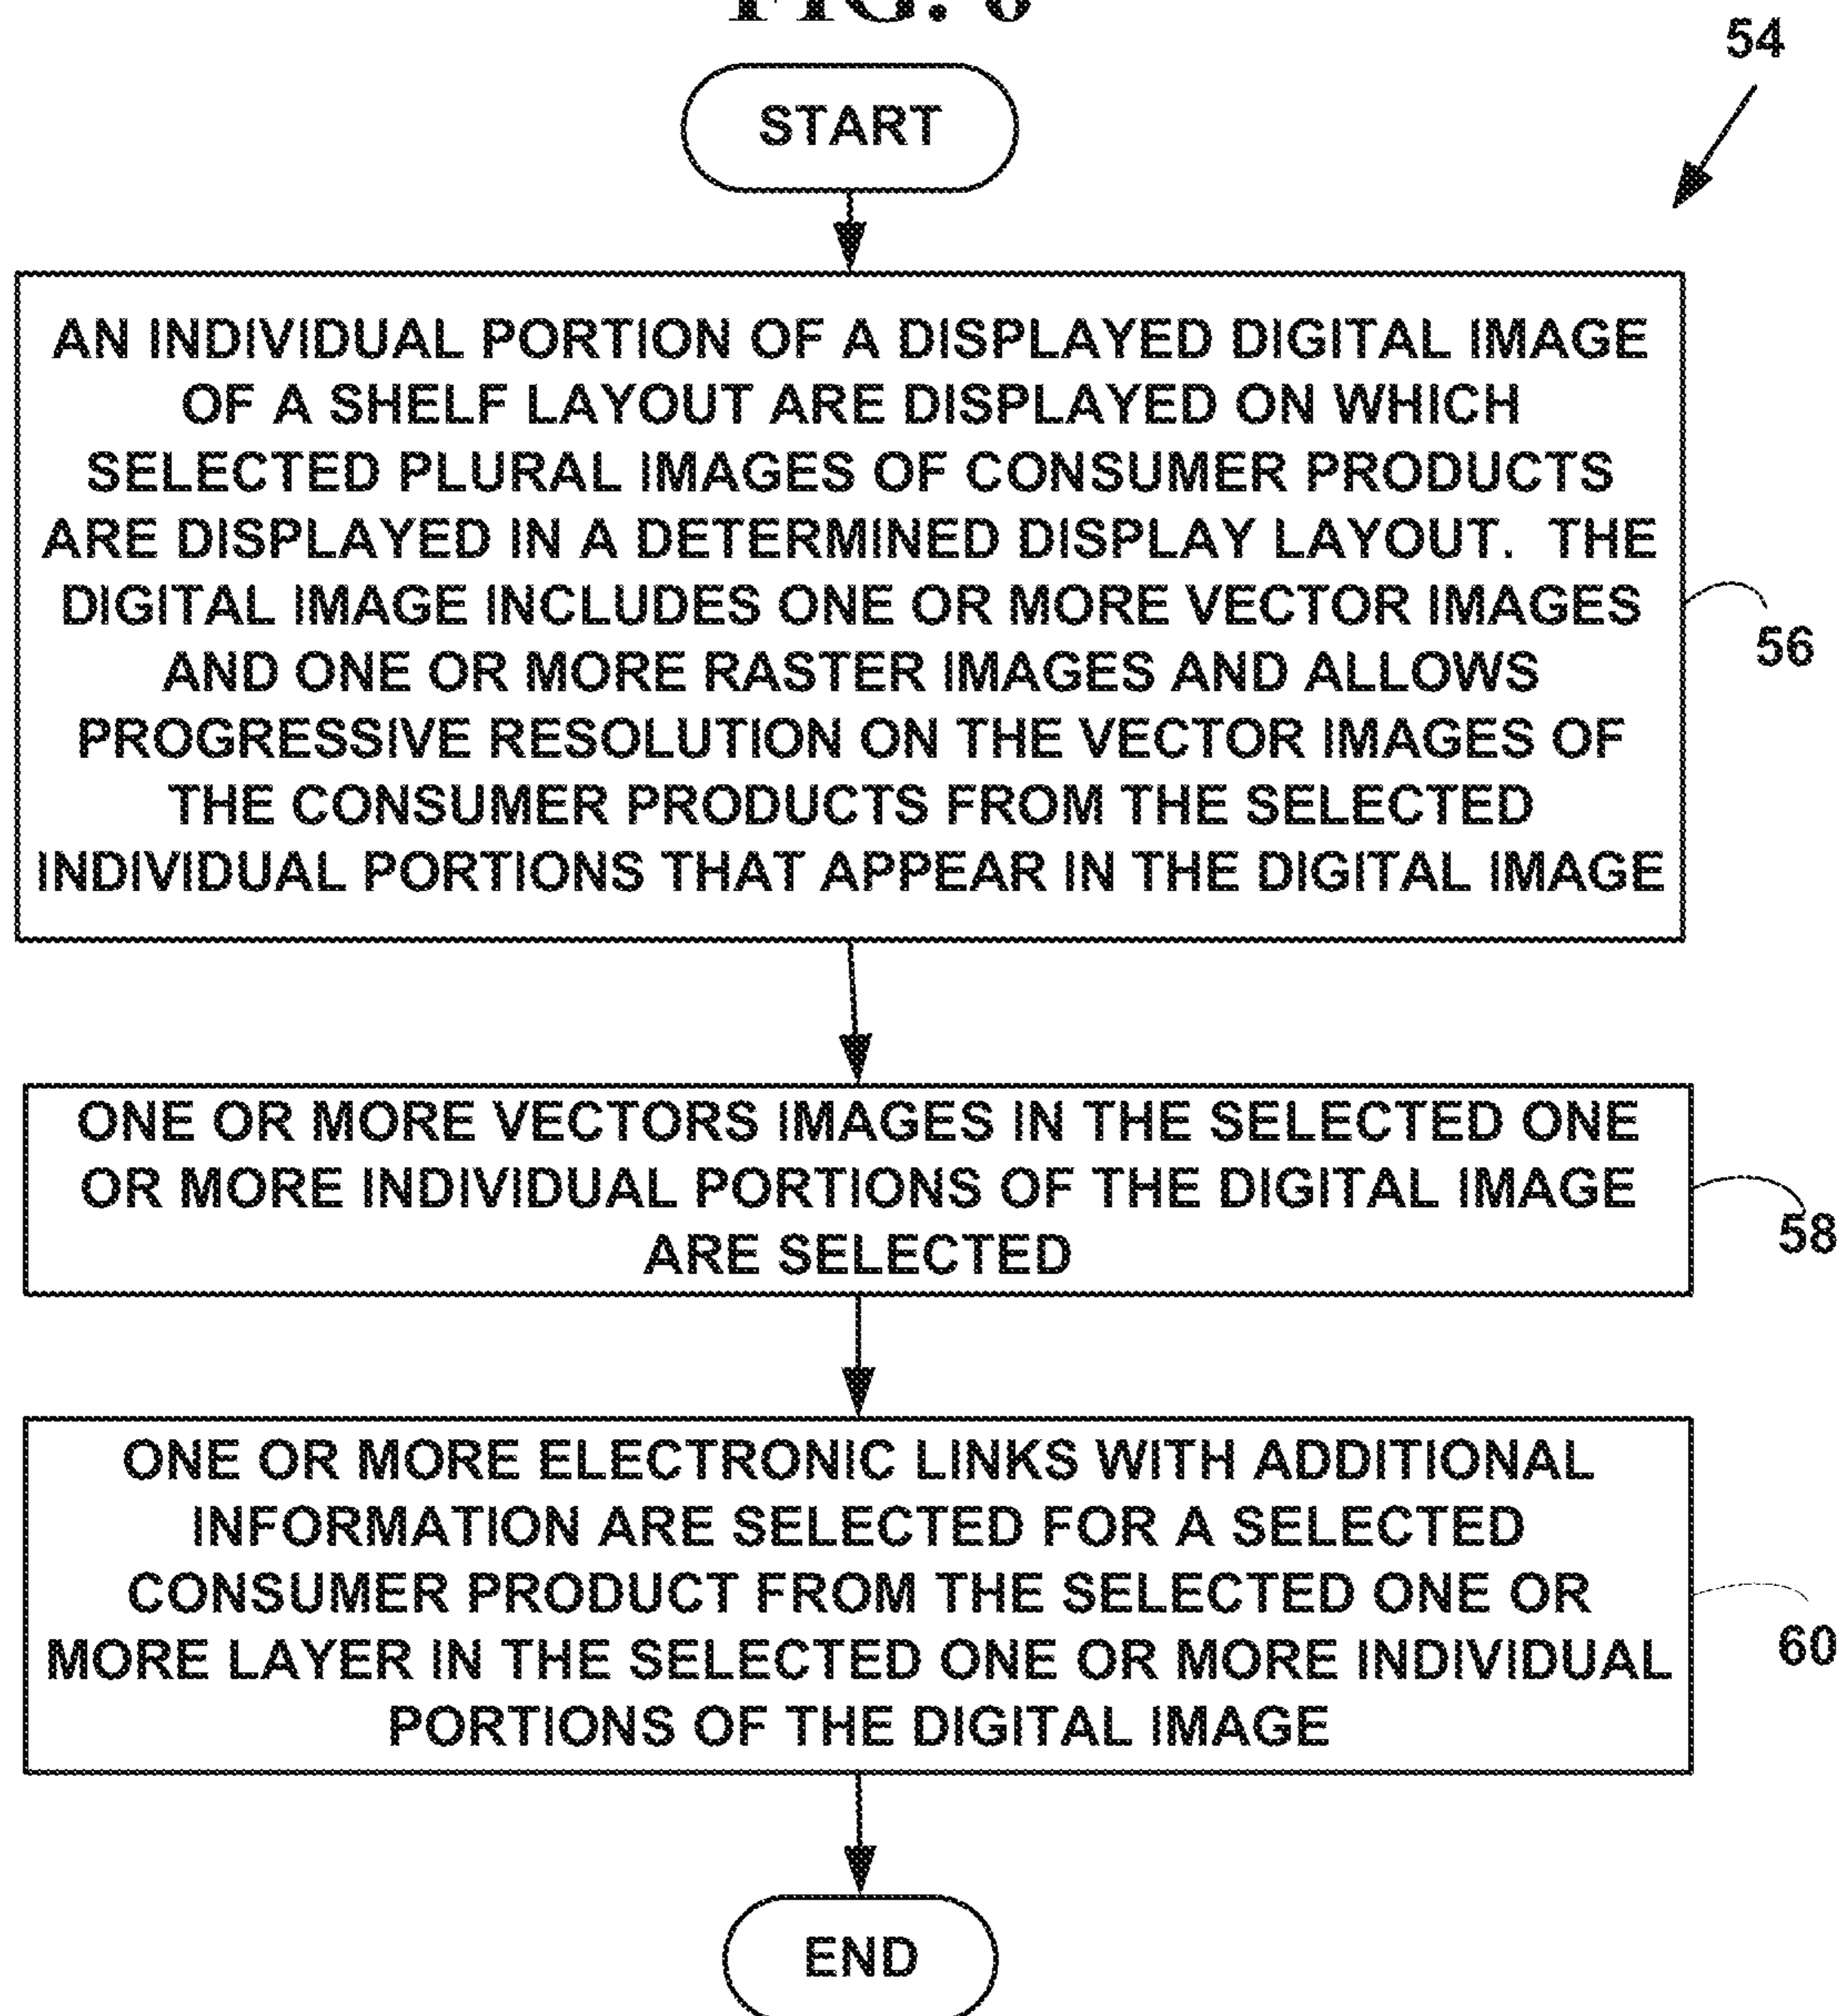 FIG.
54
START
AN INDIVIDUAL PORTION OF A DISPLAYED DIGITAL IMAGE
OF A SHELF LAYOUT ARE DISPLAYED ON WHICH
SELECTED PLURAL IMAGES OF CONSUMER PRODUCTS
ARE DISPLAYED IN A DETERMINED DISPLAY LAYOUT. THE
DIGITAL IMAGE INCLUDES ONE OR MORE VECTOR IMAGES
AND ONE OR MORE RASTER IMAGES AND ALLOWS
PROGRESSIVE RESOLUTION ON THE VECTOR IMAGES OF
THE CONSUMER PRODUCTS FROM THE SELECTED
INDIVIDUAL PORTIONS THAT APPEAR IN THE DIGITAL IMAGE
56
ONE OR MORE VECTORS IMAGES IN THE SELECTED ONE
OR MORE INDIVIDUAL PORTIONS OF THE DIGITAL IMAGE
ARE SELECTED
58
ONE OR MORE ELECTRONIC LINKS WITH ADDITIONAL
INFORMATION ARE SELECTED FOR A SELECTED
CONSUMER PRODUCT FROM THE SELECTED ONE OR
MORE LAYER IN THE SELECTED ONE OR MORE INDIVIDUAL
PORTIONS OF THE DIGITAL IMAGE
60
END